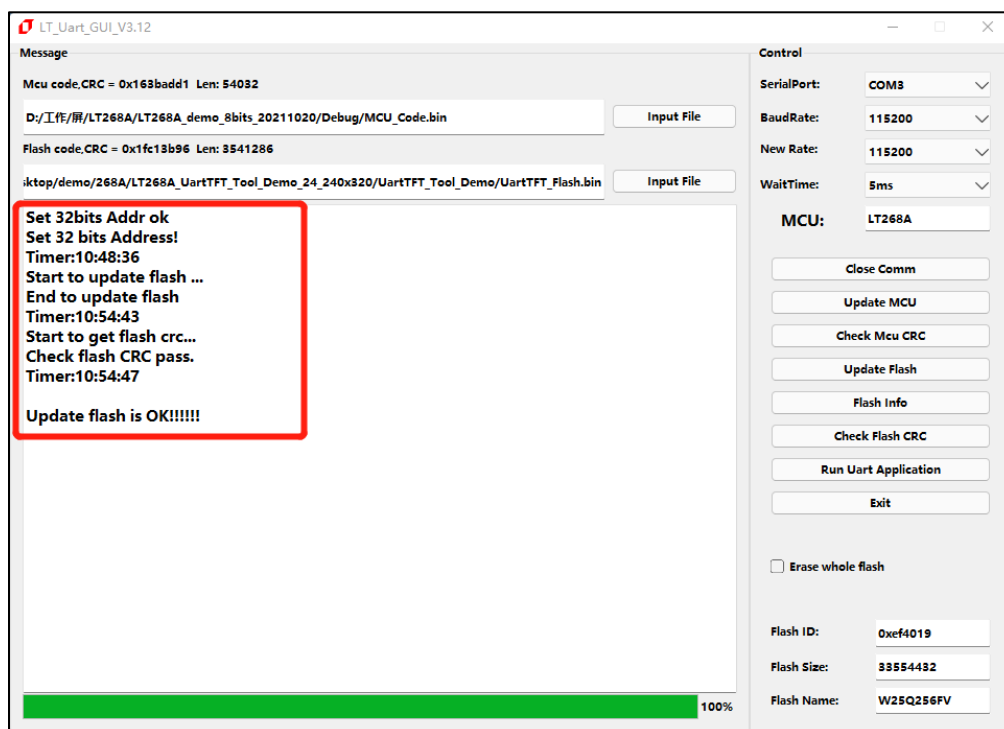 LT_Uart_GUI_V3.12
Message
Mcu code,CRC = 0x163badd1 Len: 54032
D:/工作/屏/LT268A/LT268A_demo_8bits_20211020/Debug/MCU_Code.bin
Input File
Flash code,CRC = 0x1fc13b96 Len: 3541286
sktop/demo/268A/LT268A_UartTFT_Tool_Demo_24_240x320/UartTFT_Tool_Demo/UartTFT_Flash.bin
Input File
Set 32bits Addr ok
Set 32 bits Address!
Timer:10:48:36
Start to update flash ...
End to update flash
Timer:10:54:43
Start to get flash crc...
Check flash CRC pass.
Timer:10:54:47
Update flash is OK!!!!!!
100%
Control
SerialPort: COM3
BaudRate: 115200
New Rate: 115200
WaitTime: 5ms
MCU: LT268A
Close Comm
Update MCU
Check Mcu CRC
Update Flash
Flash Info
Check Flash CRC
Run Uart Application
Exit
Erase whole flash
Flash ID: 0xef4019
Flash Size: 33554432
Flash Name: W25Q256FV